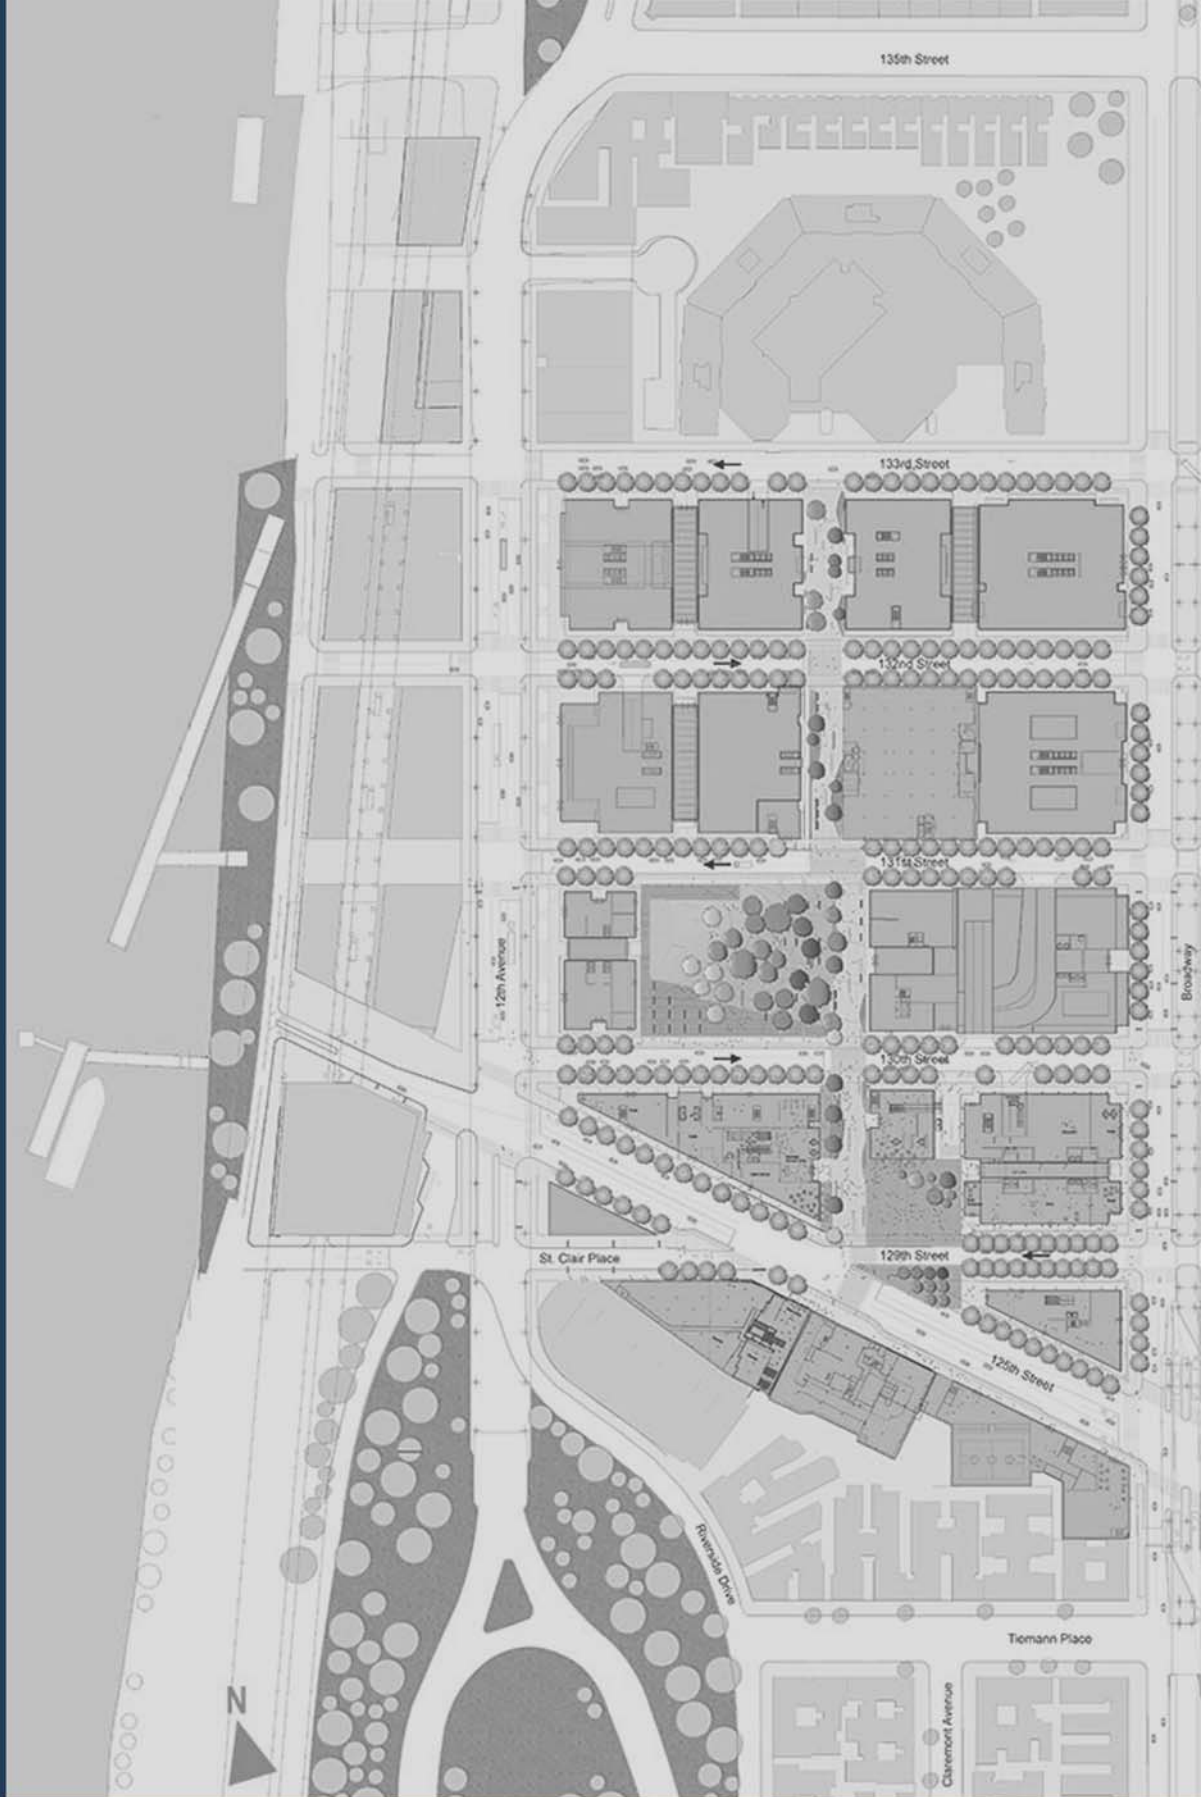 135th Street
133rd Street
132nd Street
131st Street
12th Avenue
Broadway
130th Street
St. Clair Place
129th Street
125th Street
Riverside Drive
Tiemann Place
N
Claremont Avenue